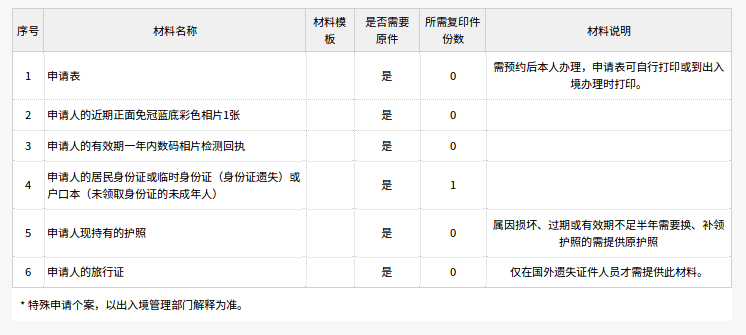 序号 材料名称 材料模板 是否需要原件 所需复印件份数 材料说明
1 申请表 是 0 需预约后本人办理，申请表可自行打印或到出入
境办理时打印。
2 申请人的近期正面免冠蓝底彩色相片1张 是 0
3 申请人的有效期一年内数码相片检测回执 是 0
4 申请人的居民身份证或临时身份证（身份证遗失）或
户口本（未领取身份证的未成年人） 是 1
5 申请人现持有的护照 是 0 属因损坏、过期或有效期不足半年需要换、补领
护照的需提供原护照
6 申请人的旅行证 是 0 仅在国外遗失证件人员才需提供此材料。
* 特殊申请个案，以出入境管理部门解释为准。